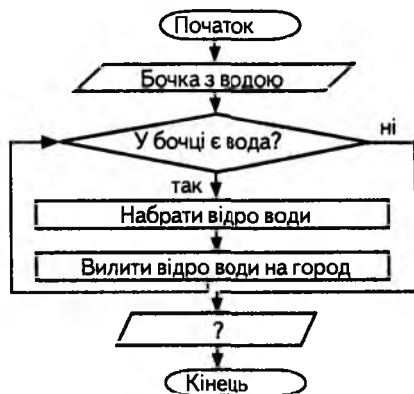 Початок
Бочка з водою
У бочці є вода?
ні
так
Набрати відро води
Вилити відро води на город
?
Кінець